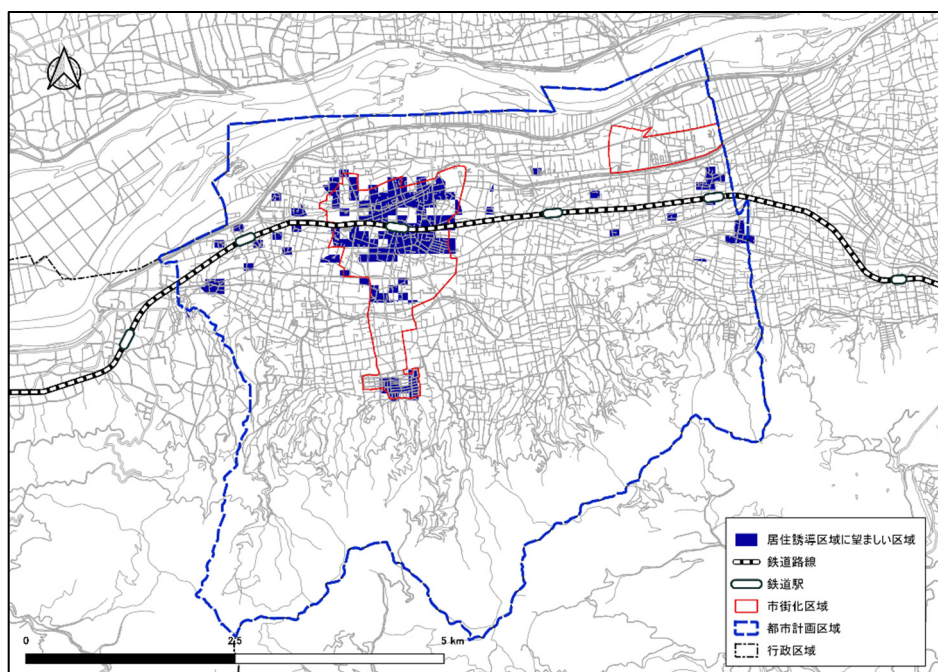 居住誘導区域に望ましい区域
鉄道路線
鉄道駅
市街化区域
都市計画区域
行政区域
0 2.5 5 km